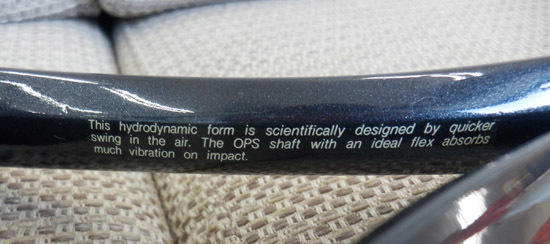 This hydrodynamic form is scientifically designed by quicker
swing in the air. The OPS shaft with an ideal flex absorbs
much vibration on impact.